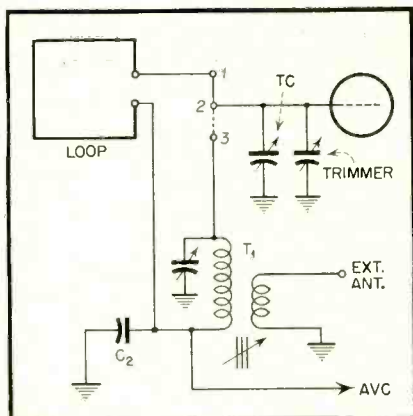 1
TC
2
3
LOOP
TRIMMER
T1
EXT.
ANT.
C2
AVC